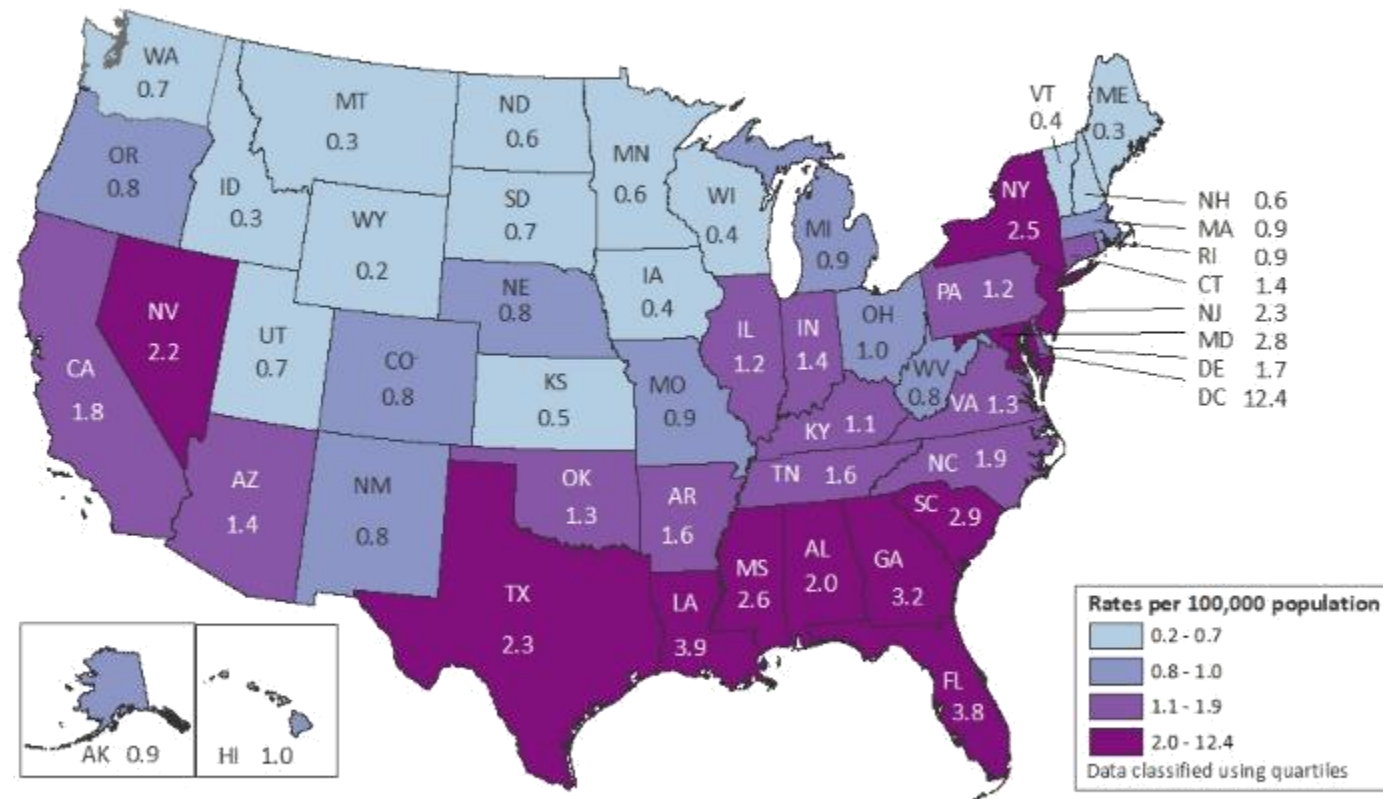 WA
0.7
MT
0.3
ND
0.6
MN
0.6
VT
0.4
ME
0.3
OR
0.8
ID
0.3
WY
0.2
SD
0.7
WI
0.4
MI
0.9
NY
2.5
NH 0.6
MA 0.9
RI 0.9
CT 1.4
NJ 2.3
MD 2.8
DE 1.7
DC 12.4
NV
2.2
UT
0.7
NE
0.8
IA
0.4
IL
1.2
IN
1.4
OH
1.0
PA 1.2
CA
1.8
CO
0.8
KS
0.5
MO
0.9
WV
0.8
VA 1.3
KY 1.1
AZ
1.4
NM
0.8
OK
1.3
AR
1.6
TN 1.6
NC 1.9
SC
2.9
TX
2.3
LA
3.9
MS
2.6
AL
2.0
GA
3.2
FL
3.8
AK 0.9
HI 1.0
Rates per 100,000 population
0.2 - 0.7
0.8 - 1.0
1.1 - 1.9
2.0 - 12.4
Data classified using quartiles